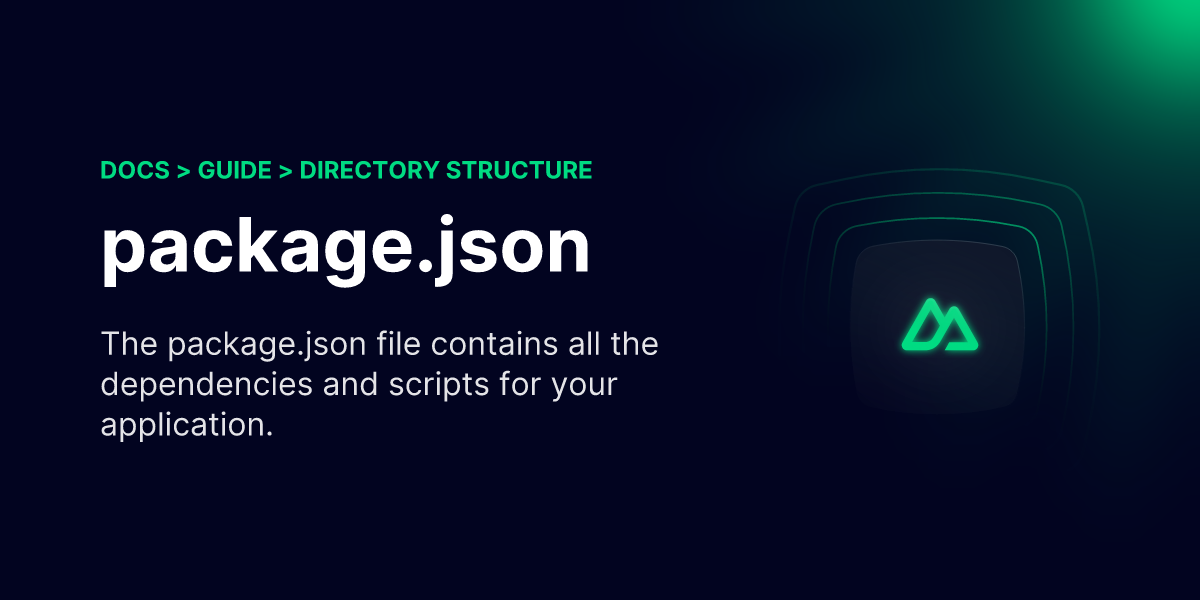 DOCS > GUIDE > DIRECTORY STRUCTURE
package.json
The package.json file contains all the
dependencies and scripts for your
application.